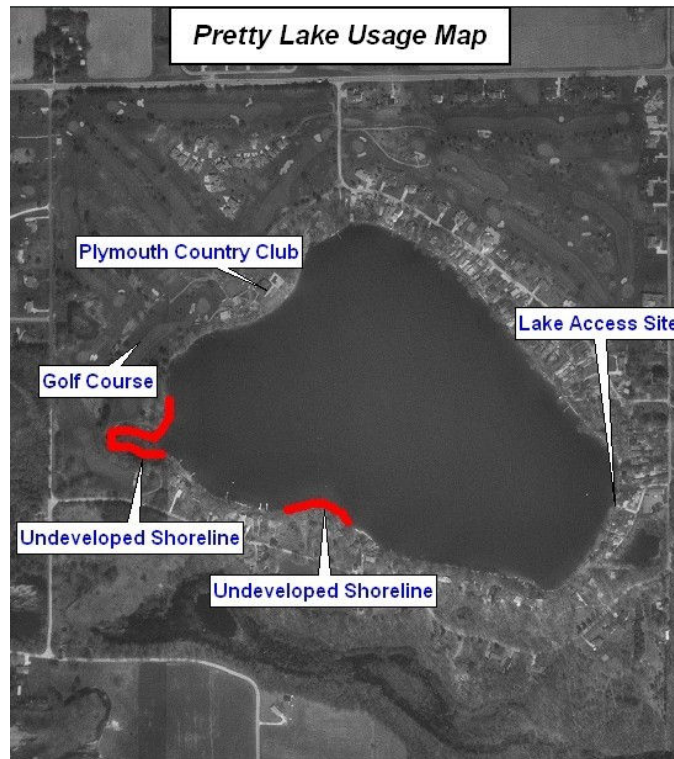 Pretty Lake Usage Map
Plymouth Country Club
Lake Access Site
Golf Course
Undeveloped Shoreline
Undeveloped Shoreline